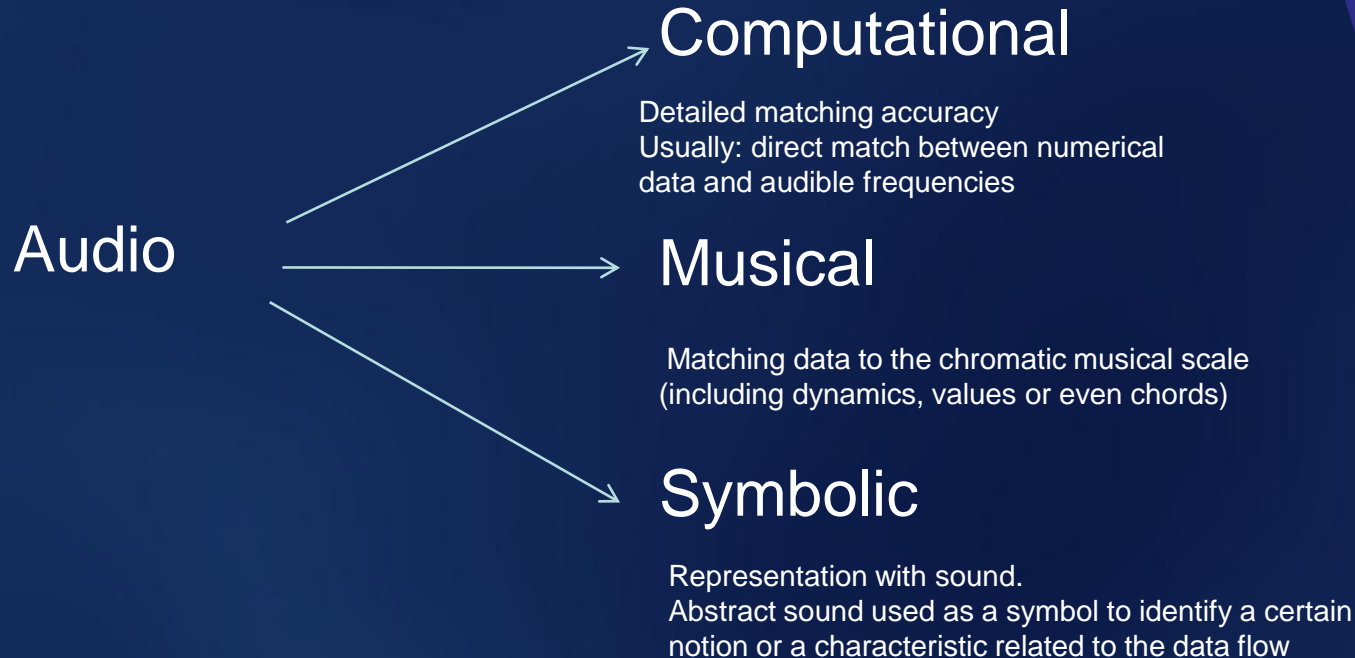 Computational
Detailed matching accuracy
Usually: direct match between numerical
data and audible frequencies
Audio
Musical
Matching data to the chromatic musical scale
(including dynamics, values or even chords)
Symbolic
Representation with sound.
Abstract sound used as a symbol to identify a certain
notion or a characteristic related to the data flow